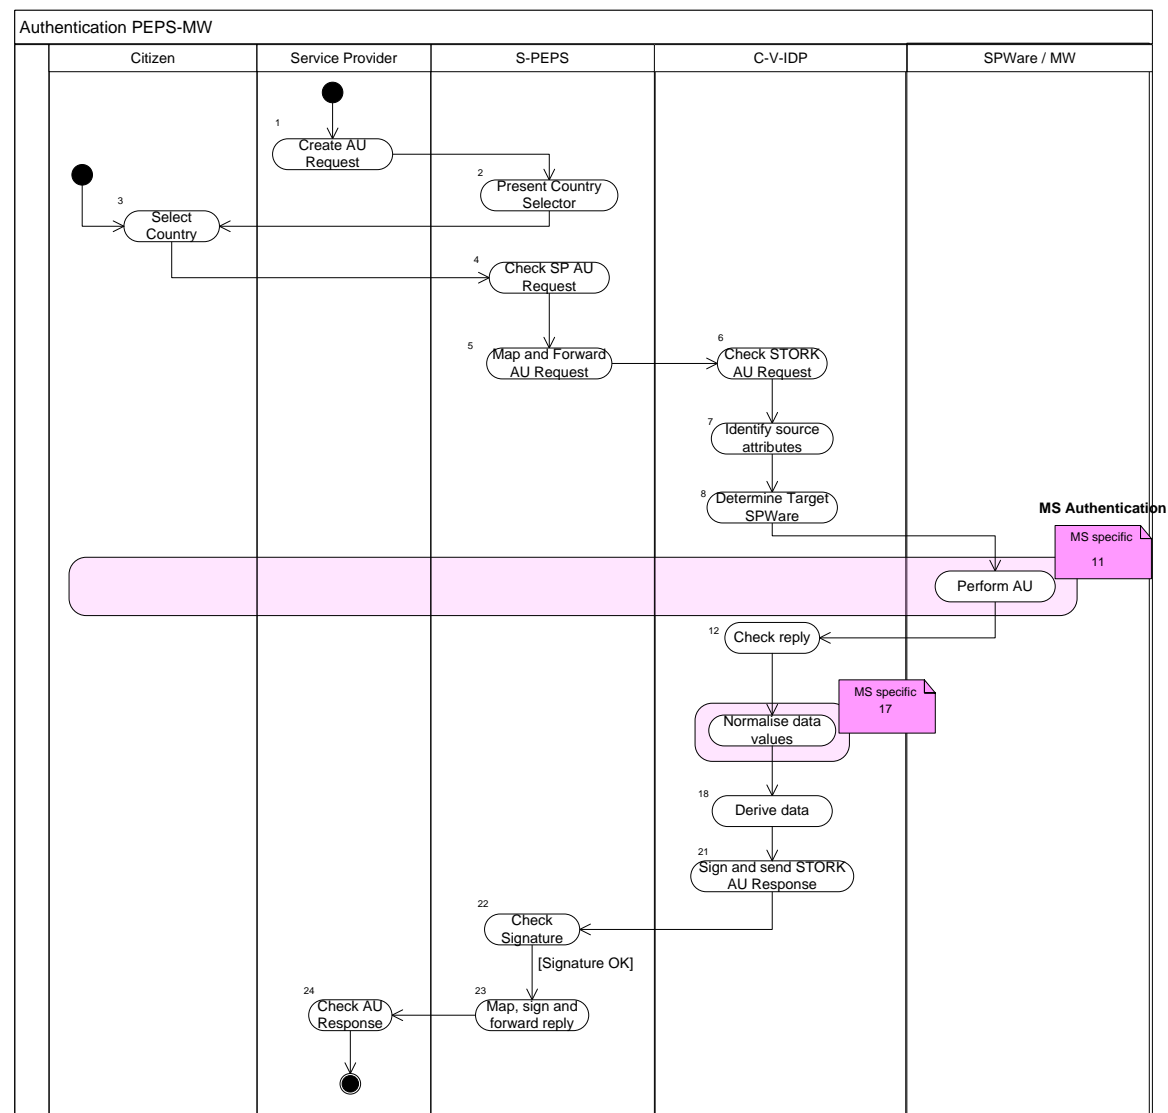 Authentication PEPS-MW
Citizen
Service Provider
S-PEPS
C-V-IDP
SPWare / MW
1
Create AU
Request
2
Present Country
Selector
3
Select
Country
4
Check SP AU
Request
5
Map and Forward
AU Request
6
Check STORK
AU Request
7
Identify source
attributes
8
Determine Target
SPWare
MS Authentication
MS specific
11
Perform AU
12
Check reply
MS specific
17
Normalise data
values
18
Derive data
21
Sign and send STORK
AU Response
22
Check
Signature
[Signature OK]
23
Map, sign and
forward reply
24
Check AU
Response